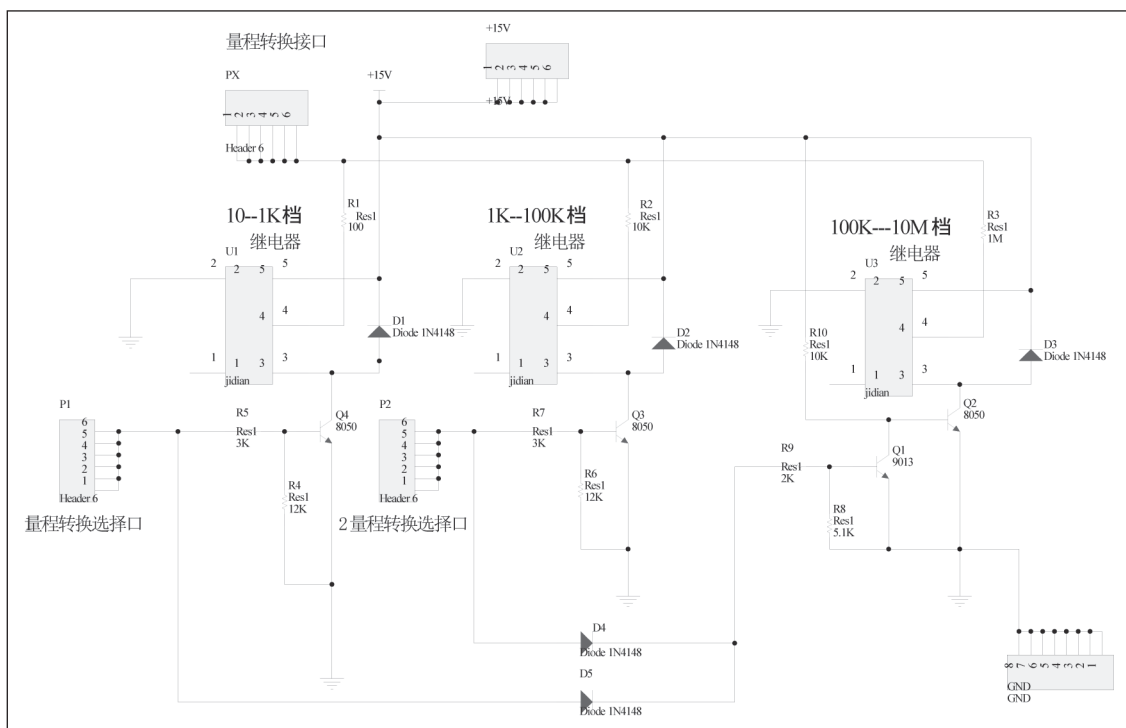 量程转换接口
PX
1 2 3 4 5 6
Header 6
+15V
+15V
1 2 3 4 5 6
+15V
10--1K档
继电器
U1
2
2
5
5
4
4
1
1
3
3
jidian
R1
Res1
100
D1
Diode 1N4148
1K--100K档
继电器
U2
2
2
5
5
4
4
1
1
3
3
jidian
R2
Res1
10K
D2
Diode 1N4148
100K---10M档
继电器
U3
2
2
5
5
4
4
1
1
3
3
jidian
R3
Res1
1M
D3
Diode 1N4148
R10
Res1
10K
P1
6
5
4
3
2
1
Header 6
量程转换选择口
R5
Res1
3K
R4
Res1
12K
Q4
8050
P2
6
5
4
3
2
1
Header 6
2量程转换选择口
R7
Res1
3K
R6
Res1
12K
Q3
8050
R9
Res1
2K
R8
Res1
5.1K
Q1
9013
Q2
8050
D4
Diode 1N4148
D5
Diode 1N4148
8 7 6 5 4 3 2 1
GND
GND